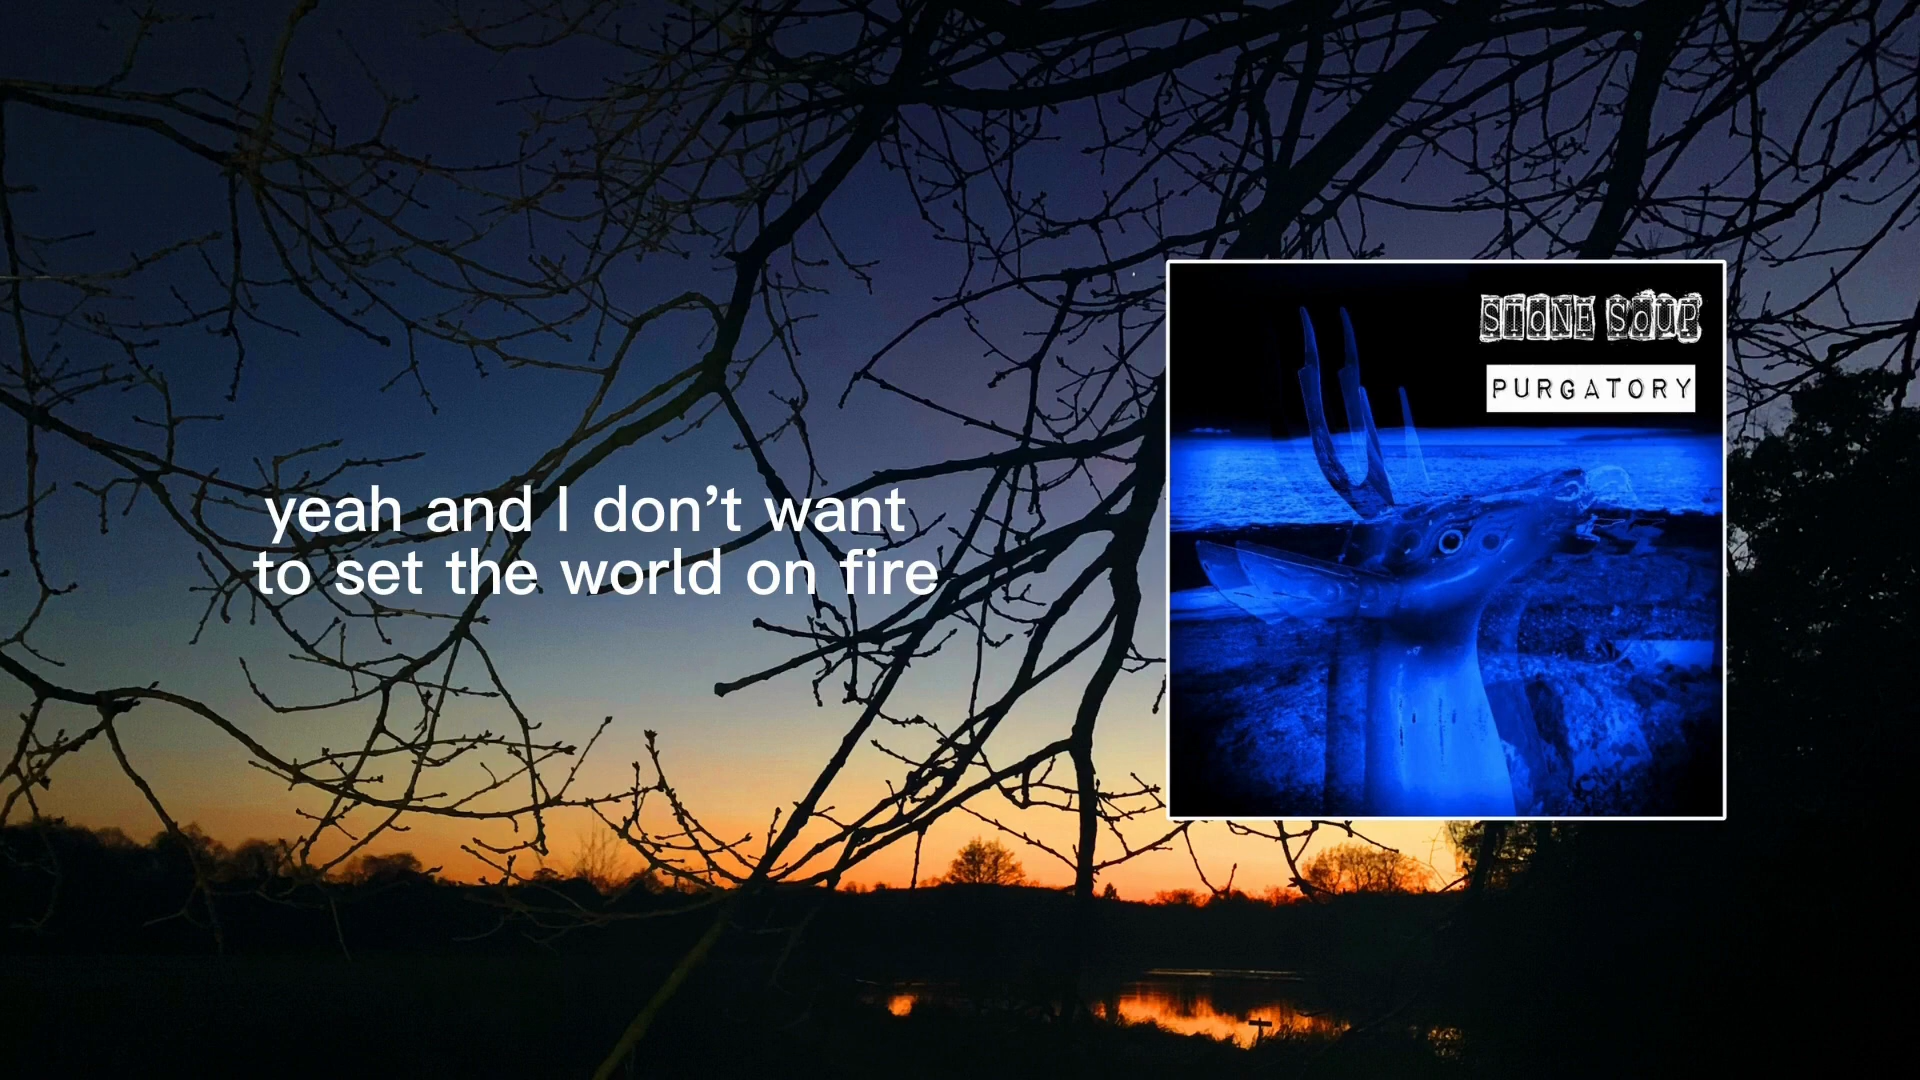 yeah and I don’t want
to set the world on fire
STONE SOUP
PURGATORY